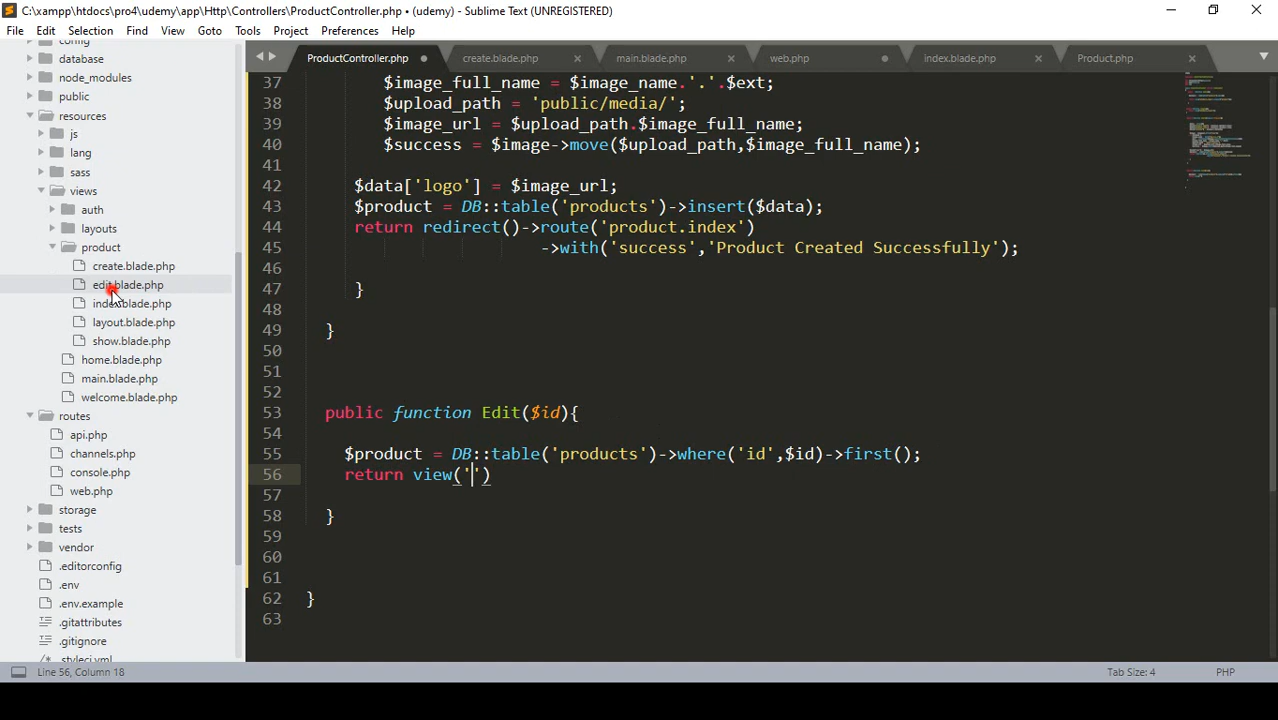 C:\xampp\htdocs\pro4\udemy\app\Http\Controllers\ProductController.php • (udemy) - Sublime Text (UNREGISTERED)
File Edit Selection Find View Goto Tools Project Preferences Help
ProductController.php create.blade.php main.blade.php web.php index.blade.php Product.php
config
database
node_modules
public
resources
js
lang
sass
views
auth
layouts
product
create.blade.php
edit.blade.php
index.blade.php
layout.blade.php
show.blade.php
home.blade.php
main.blade.php
welcome.blade.php
routes
api.php
channels.php
console.php
web.php
storage
tests
vendor
.editorconfig
.env
.env.example
.gitattributes
.gitignore
.styleci.yml
37 $image_full_name = $image_name.'.'.$ext;
38 $upload_path = 'public/media/';
39 $image_url = $upload_path.$image_full_name;
40 $success = $image->move($upload_path,$image_full_name);
41
42 $data['logo'] = $image_url;
43 $product = DB::table('products')->insert($data);
44 return redirect()->route('product.index')
45 ->with('success','Product Created Successfully');
46
47 }
48
49 }
50
51
52
53 public function Edit($id){
54
55 $product = DB::table('products')->where('id',$id)->first();
56 return view('')
57
58 }
59
60
61
62 }
63
Line 56, Column 18 Tab Size: 4 PHP